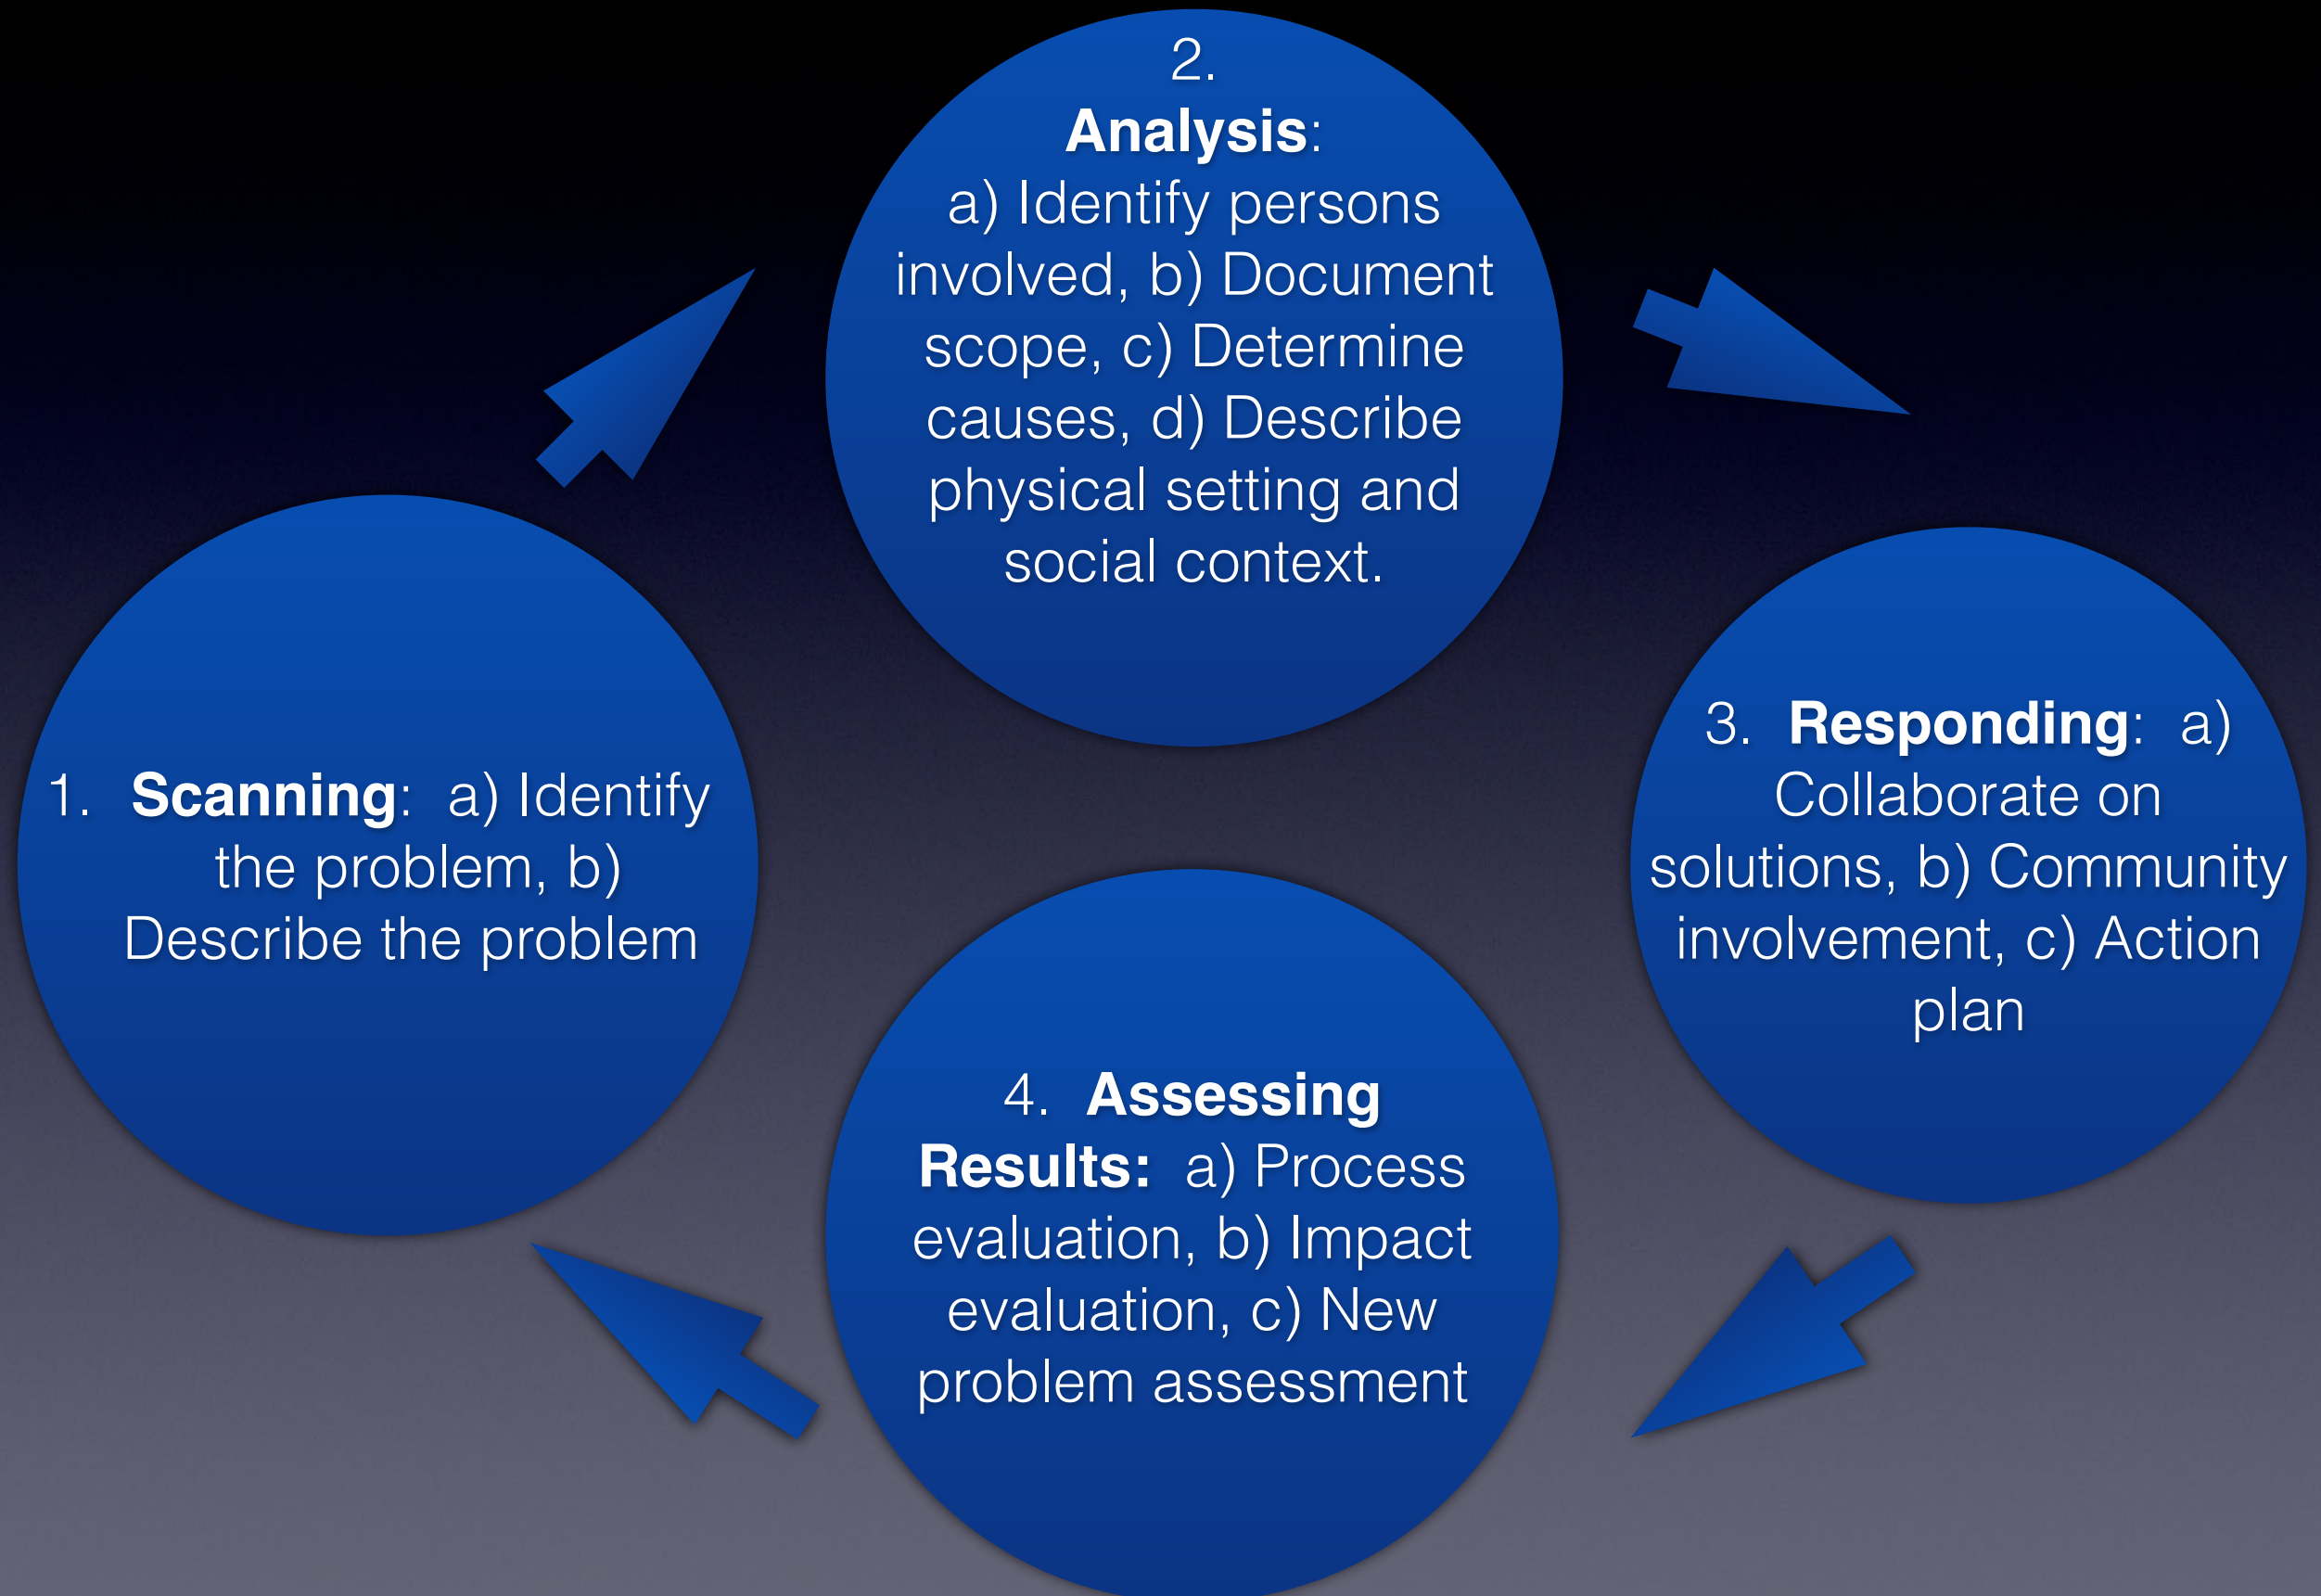 1. Scanning: a) Identify
the problem, b)
Describe the problem
2.
Analysis:
a) Identify persons
involved, b) Document
scope, c) Determine
causes, d) Describe
physical setting and
social context.
3. Responding: a)
Collaborate on
solutions, b) Community
involvement, c) Action
plan
4. Assessing
Results: a) Process
evaluation, b) Impact
evaluation, c) New
problem assessment